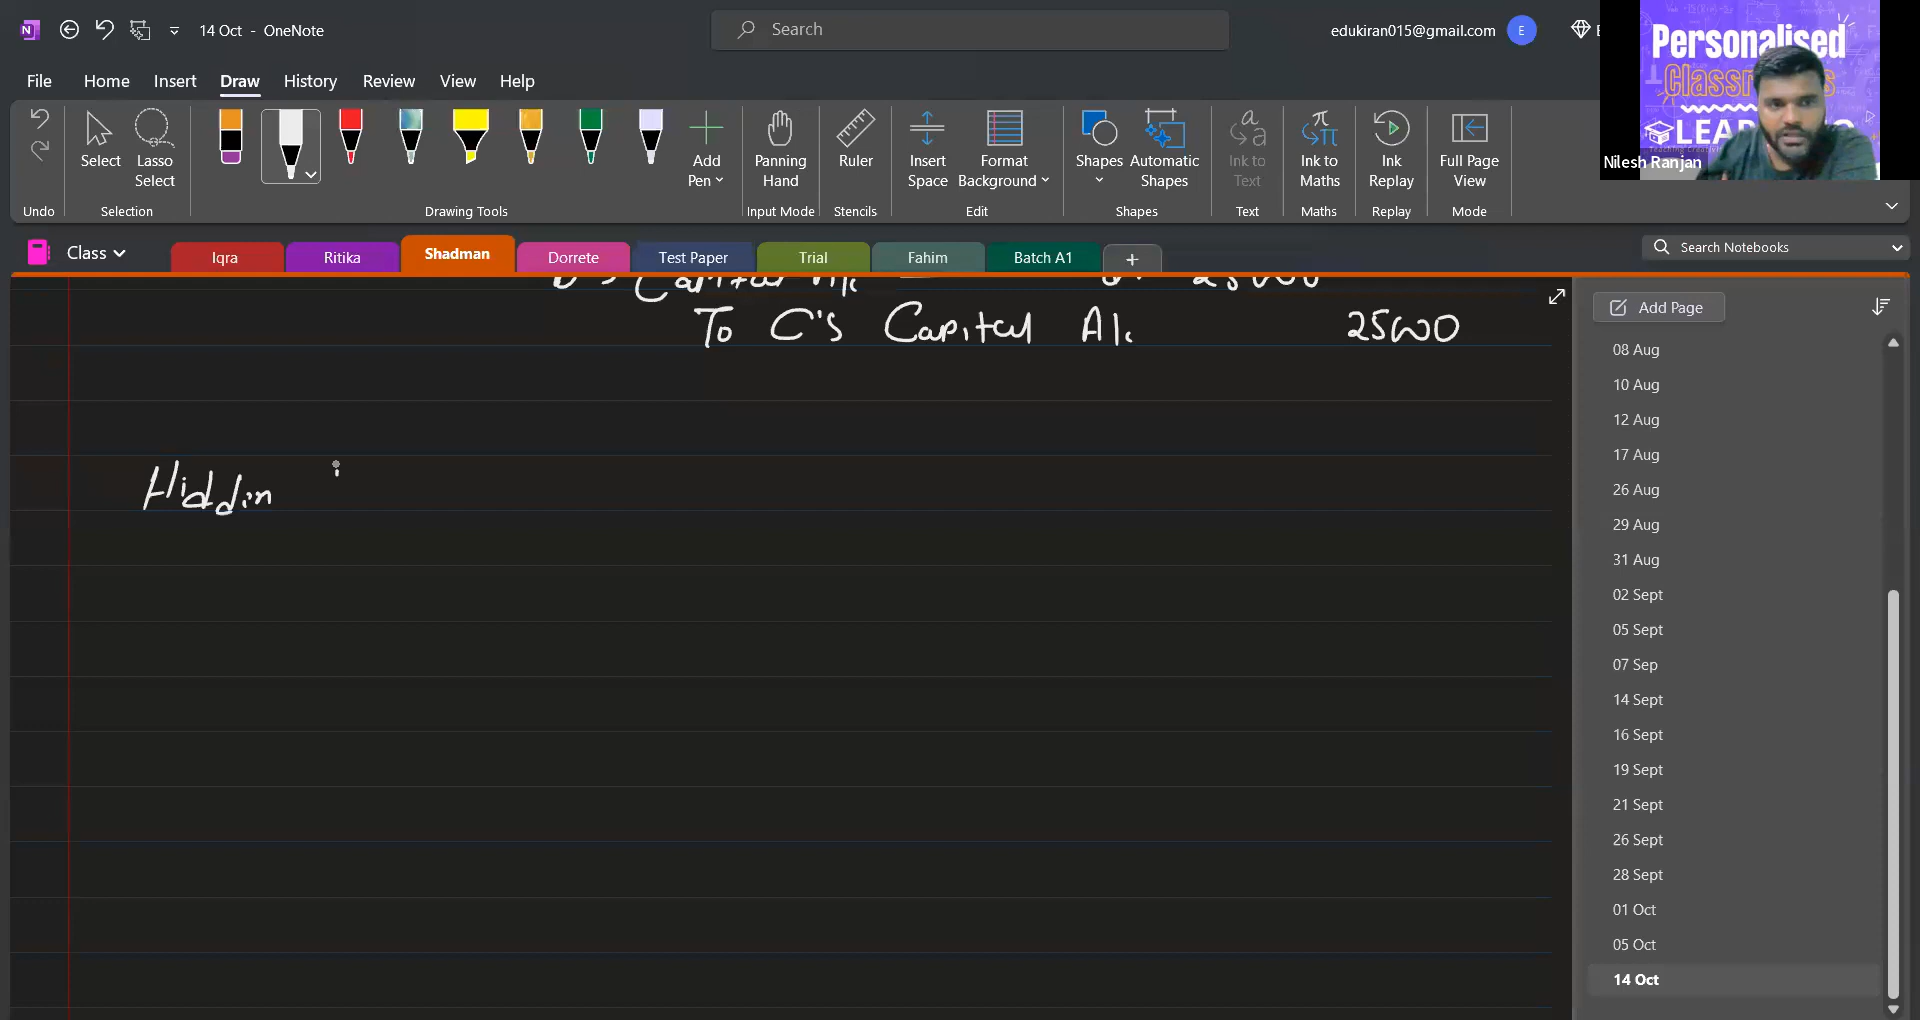 14 Oct - OneNote
Search
edukiran015@gmail.com
E
File Home Insert Draw History Review View Help
Select
Lasso Select
Add Pen
Panning Hand
Ruler
Insert Space
Format Background
Shapes
Automatic Shapes
Ink to Text
Ink to Maths
Ink Replay
Full Page View
Undo Selection Drawing Tools Input Mode Stencils Edit Shapes Text Maths Replay Mode
Personalised
Nilesh Ranjan
Class
Iqra Ritika Shadman Dorrete Test Paper Trial Fahim Batch A1 +
Search Notebooks
Add Page
To C's Capital A/c 25000
Hidden
08 Aug
10 Aug
12 Aug
17 Aug
26 Aug
29 Aug
31 Aug
02 Sept
05 Sept
07 Sep
14 Sept
16 Sept
19 Sept
21 Sept
26 Sept
28 Sept
01 Oct
05 Oct
14 Oct